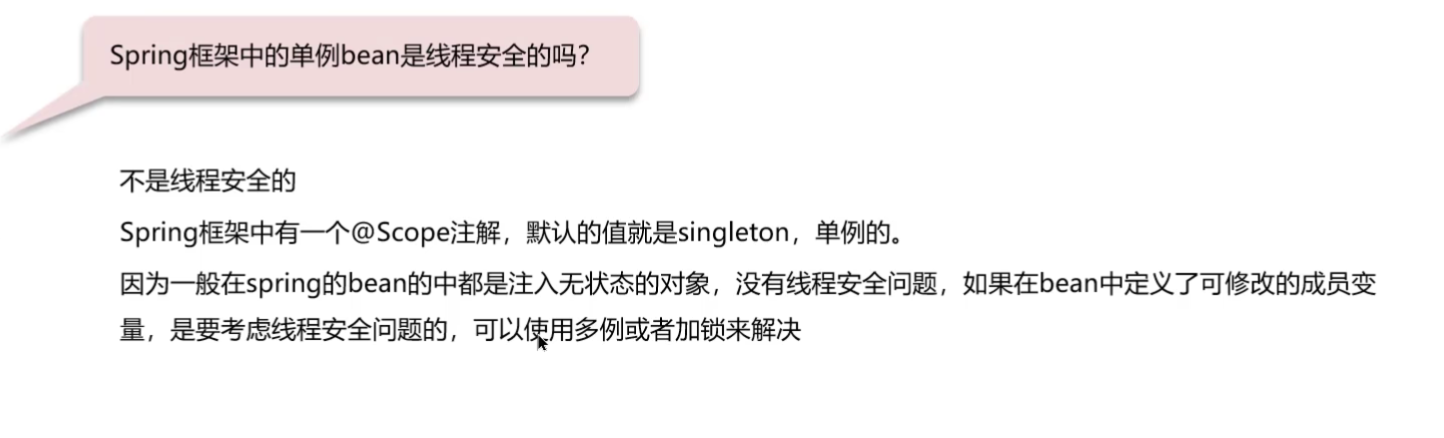 Spring框架中的单例bean是线程安全的吗？
不是线程安全的
Spring框架中有一个@Scope注解，默认的值就是singleton，单例的。
因为一般在spring的bean的中都是注入无状态的对象，没有线程安全问题，如果在bean中定义了可修改的成员变
量，是要考虑线程安全问题的，可以使用多例或者加锁来解决